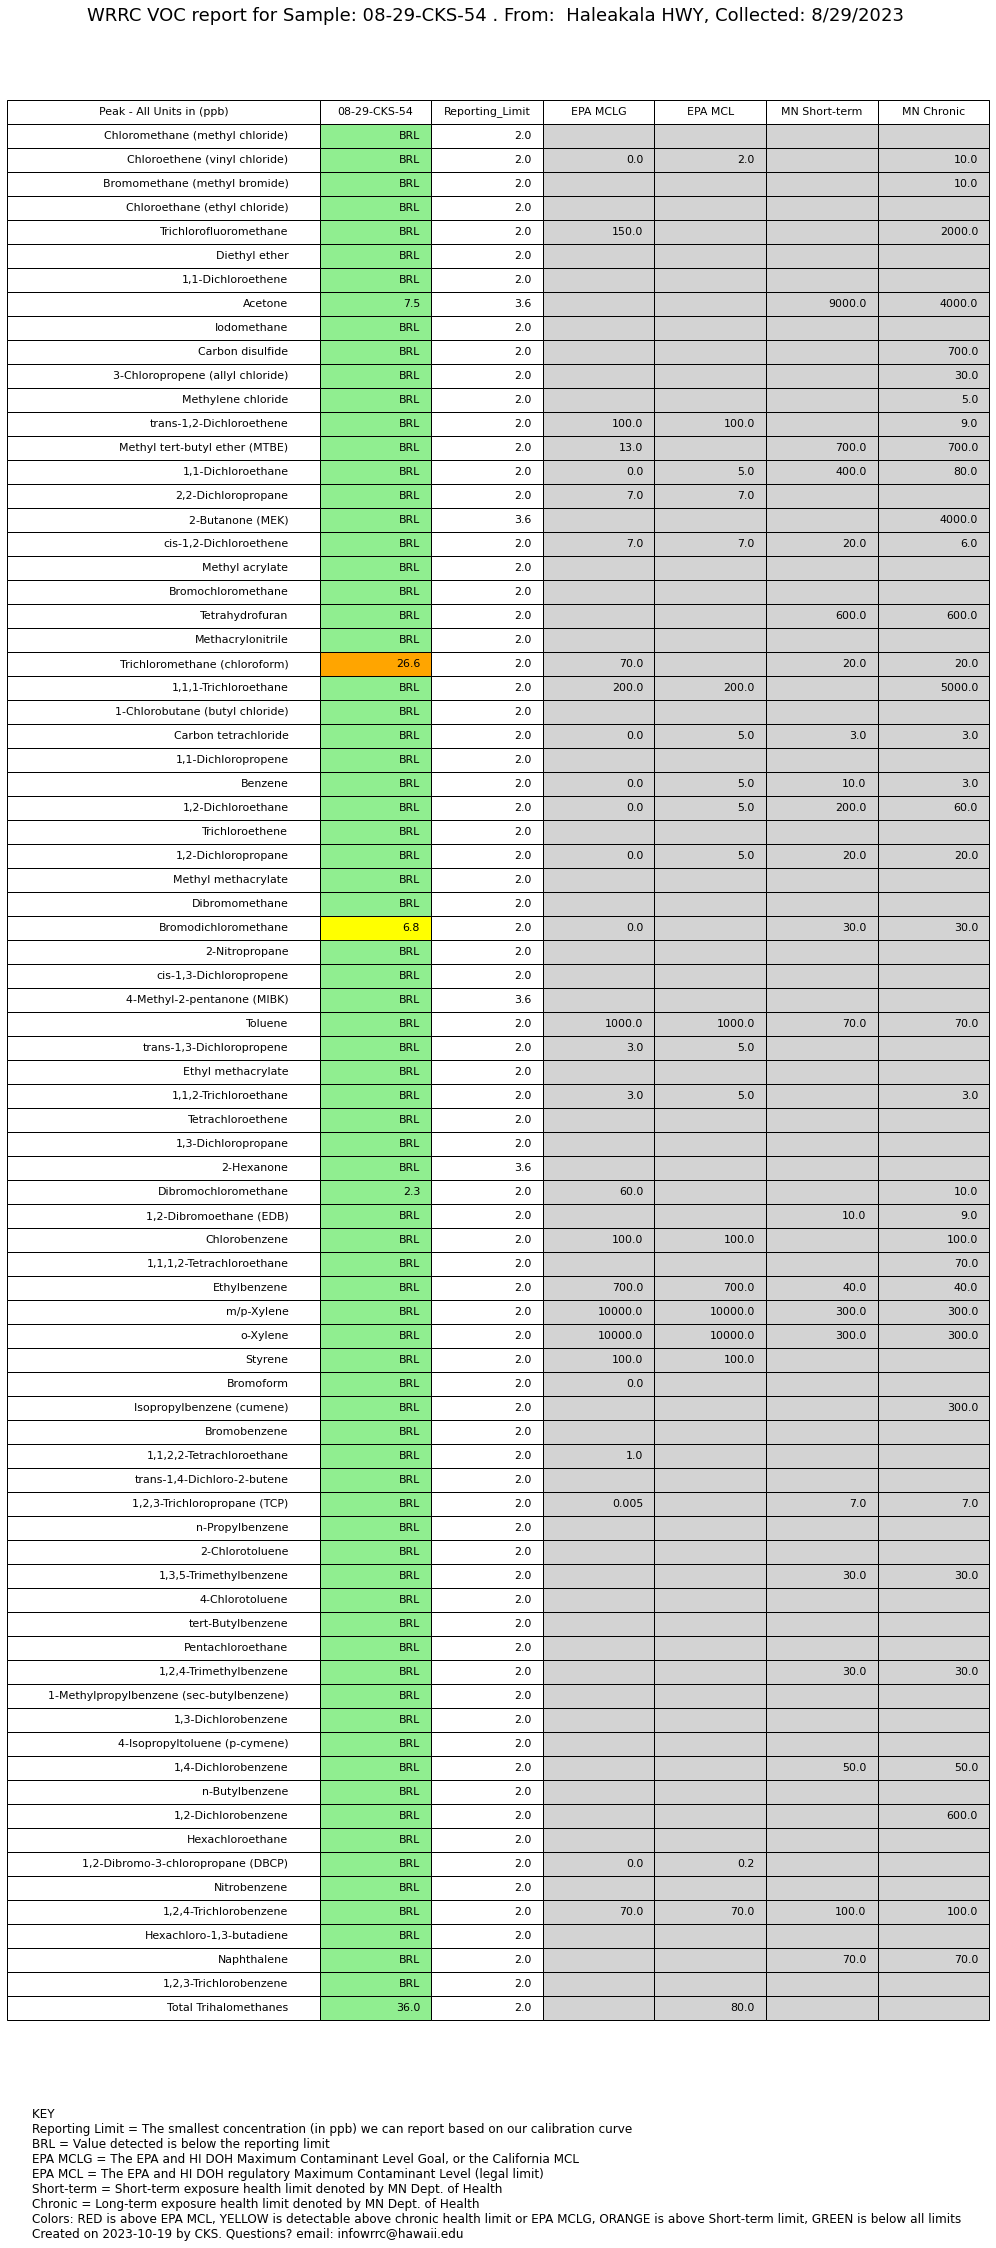 WRRC VOC report for Sample: 08-29-CKS-54 . From:  Haleakala HWY, Collected: 8/29/2023
Peak - All Units in (ppb) 08-29-CKS-54 Reporting_Limit EPA MCLG EPA MCL MN Short-term MN Chronic
Chloromethane (methyl chloride) BRL 2.0
Chloroethene (vinyl chloride) BRL 2.0 0.0 2.0 10.0
Bromomethane (methyl bromide) BRL 2.0 10.0
Chloroethane (ethyl chloride) BRL 2.0
Trichlorofluoromethane BRL 2.0 150.0 2000.0
Diethyl ether BRL 2.0
1,1-Dichloroethene BRL 2.0
Acetone 7.5 3.6 9000.0 4000.0
Iodomethane BRL 2.0
Carbon disulfide BRL 2.0 700.0
3-Chloropropene (allyl chloride) BRL 2.0 30.0
Methylene chloride BRL 2.0 5.0
trans-1,2-Dichloroethene BRL 2.0 100.0 100.0 9.0
Methyl tert-butyl ether (MTBE) BRL 2.0 13.0 700.0 700.0
1,1-Dichloroethane BRL 2.0 0.0 5.0 400.0 80.0
2,2-Dichloropropane BRL 2.0 7.0 7.0
2-Butanone (MEK) BRL 3.6 4000.0
cis-1,2-Dichloroethene BRL 2.0 7.0 7.0 20.0 6.0
Methyl acrylate BRL 2.0
Bromochloromethane BRL 2.0
Tetrahydrofuran BRL 2.0 600.0 600.0
Methacrylonitrile BRL 2.0
Trichloromethane (chloroform) 26.6 2.0 70.0 20.0 20.0
1,1,1-Trichloroethane BRL 2.0 200.0 200.0 5000.0
1-Chlorobutane (butyl chloride) BRL 2.0
Carbon tetrachloride BRL 2.0 0.0 5.0 3.0 3.0
1,1-Dichloropropene BRL 2.0
Benzene BRL 2.0 0.0 5.0 10.0 3.0
1,2-Dichloroethane BRL 2.0 0.0 5.0 200.0 60.0
Trichloroethene BRL 2.0
1,2-Dichloropropane BRL 2.0 0.0 5.0 20.0 20.0
Methyl methacrylate BRL 2.0
Dibromomethane BRL 2.0
Bromodichloromethane 6.8 2.0 0.0 30.0 30.0
2-Nitropropane BRL 2.0
cis-1,3-Dichloropropene BRL 2.0
4-Methyl-2-pentanone (MIBK) BRL 3.6
Toluene BRL 2.0 1000.0 1000.0 70.0 70.0
trans-1,3-Dichloropropene BRL 2.0 3.0 5.0
Ethyl methacrylate BRL 2.0
1,1,2-Trichloroethane BRL 2.0 3.0 5.0 3.0
Tetrachloroethene BRL 2.0
1,3-Dichloropropane BRL 2.0
2-Hexanone BRL 3.6
Dibromochloromethane 2.3 2.0 60.0 10.0
1,2-Dibromoethane (EDB) BRL 2.0 10.0 9.0
Chlorobenzene BRL 2.0 100.0 100.0 100.0
1,1,1,2-Tetrachloroethane BRL 2.0 70.0
Ethylbenzene BRL 2.0 700.0 700.0 40.0 40.0
m/p-Xylene BRL 2.0 10000.0 10000.0 300.0 300.0
o-Xylene BRL 2.0 10000.0 10000.0 300.0 300.0
Styrene BRL 2.0 100.0 100.0
Bromoform BRL 2.0 0.0
Isopropylbenzene (cumene) BRL 2.0 300.0
Bromobenzene BRL 2.0
1,1,2,2-Tetrachloroethane BRL 2.0 1.0
trans-1,4-Dichloro-2-butene BRL 2.0
1,2,3-Trichloropropane (TCP) BRL 2.0 0.005 7.0 7.0
n-Propylbenzene BRL 2.0
2-Chlorotoluene BRL 2.0
1,3,5-Trimethylbenzene BRL 2.0 30.0 30.0
4-Chlorotoluene BRL 2.0
tert-Butylbenzene BRL 2.0
Pentachloroethane BRL 2.0
1,2,4-Trimethylbenzene BRL 2.0 30.0 30.0
1-Methylpropylbenzene (sec-butylbenzene) BRL 2.0
1,3-Dichlorobenzene BRL 2.0
4-Isopropyltoluene (p-cymene) BRL 2.0
1,4-Dichlorobenzene BRL 2.0 50.0 50.0
n-Butylbenzene BRL 2.0
1,2-Dichlorobenzene BRL 2.0 600.0
Hexachloroethane BRL 2.0
1,2-Dibromo-3-chloropropane (DBCP) BRL 2.0 0.0 0.2
Nitrobenzene BRL 2.0
1,2,4-Trichlorobenzene BRL 2.0 70.0 70.0 100.0 100.0
Hexachloro-1,3-butadiene BRL 2.0
Naphthalene BRL 2.0 70.0 70.0
1,2,3-Trichlorobenzene BRL 2.0
Total Trihalomethanes 36.0 2.0 80.0
KEY
Reporting Limit = The smallest concentration (in ppb) we can report based on our calibration curve
BRL = Value detected is below the reporting limit
EPA MCLG = The EPA and HI DOH Maximum Contaminant Level Goal, or the California MCL
EPA MCL = The EPA and HI DOH regulatory Maximum Contaminant Level (legal limit)
Short-term = Short-term exposure health limit denoted by MN Dept. of Health
Chronic = Long-term exposure health limit denoted by MN Dept. of Health
Colors: RED is above EPA MCL, YELLOW is detectable above chronic health limit or EPA MCLG, ORANGE is above Short-term limit, GREEN is below all limits
Created on 2023-10-19 by CKS. Questions? email: infowrrc@hawaii.edu